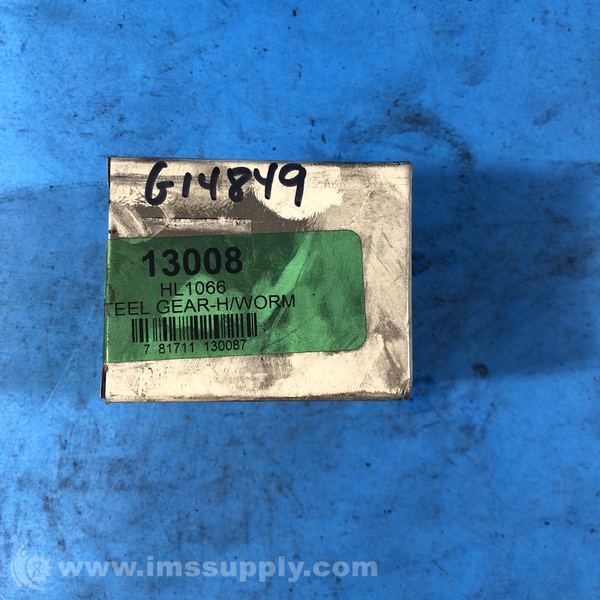 G14849
13008
HL1066
TEEL GEAR-H/WORM
7 81711 130087
www.imssupply.com